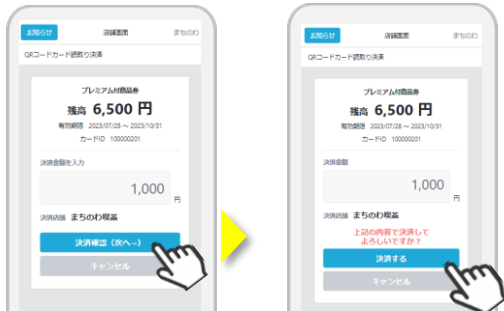 お知らせ 店舗画面 まちのわ
QRコードカード読取り決済
プレミアム付商品券
残高 6,500 円
有効期限 2023/07/28 ~ 2023/10/31
カードID 100000201
決済金額を入力
1,000
円
決済店舗 まちのわ喫茶
決済確認(次へ→)
キャンセル
お知らせ 店舗画面 まちのわ
QRコードカード読取り決済
プレミアム付商品券
残高 6,500 円
有効期限 2023/07/28 ~ 2023/10/31
カードID 100000201
決済金額
1,000
円
決済店舗 まちのわ喫茶
上記の内容で決済して
よろしいですか?
決済する
キャンセル